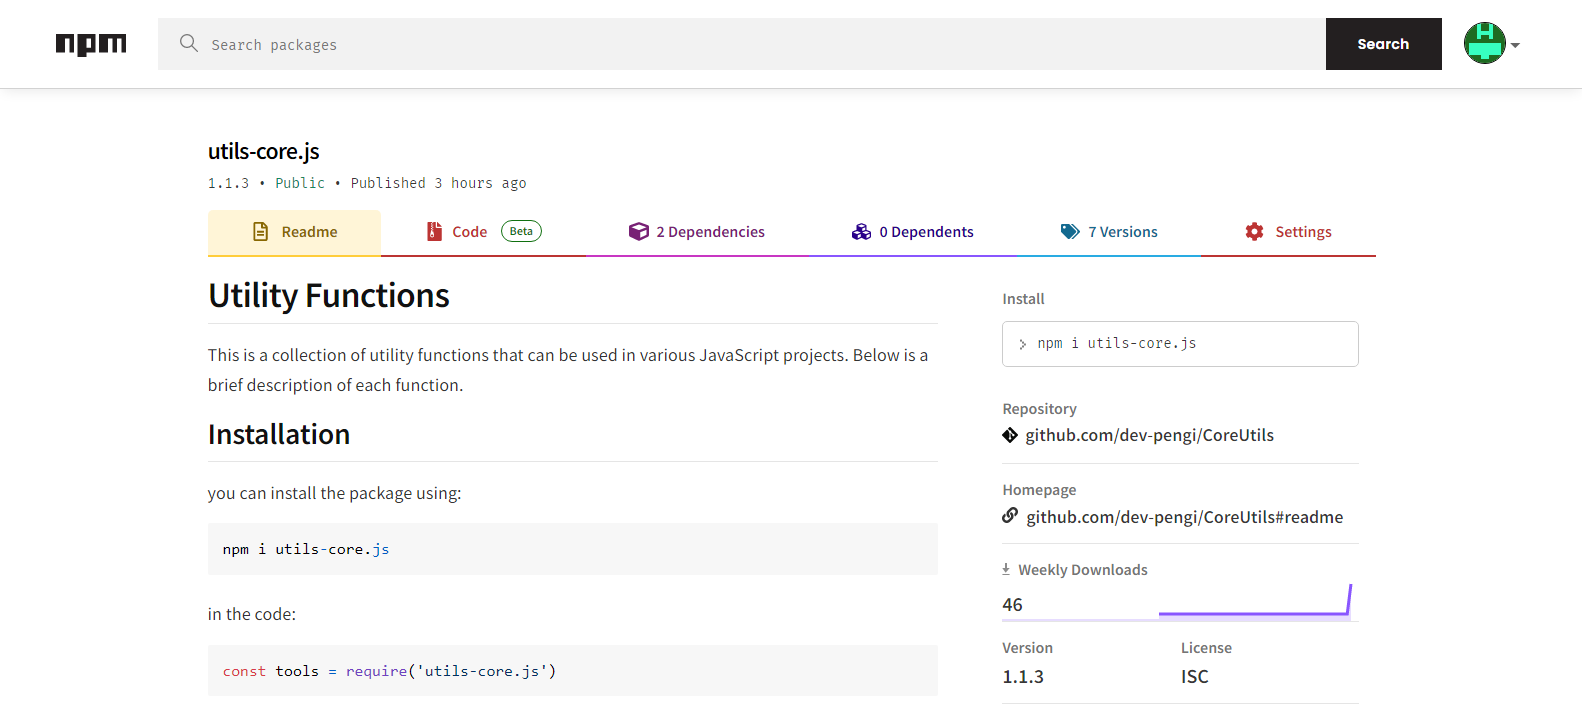 npm
Search packages
Search
utils-core.js
1.1.3 • Public • Published 3 hours ago
Readme
Code Beta
2 Dependencies
0 Dependents
7 Versions
Settings
Utility Functions
This is a collection of utility functions that can be used in various JavaScript projects. Below is a
brief description of each function.
Installation
you can install the package using:
npm i utils-core.js
in the code:
const tools = require('utils-core.js')
Install
> npm i utils-core.js
Repository
github.com/dev-pengi/CoreUtils
Homepage
github.com/dev-pengi/CoreUtils#readme
Weekly Downloads
46
Version
1.1.3
License
ISC